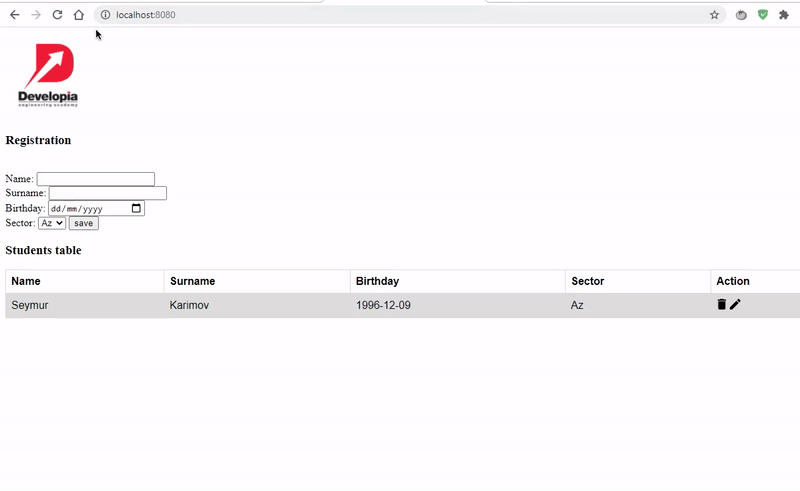 localhost:8080
Developia
engineering academy
Registration
Name:
Surname:
Birthday: dd/mm/yyyy
Sector: Az save
Students table
Name Surname Birthday Sector Action
Seymur Karimov 1996-12-09 Az